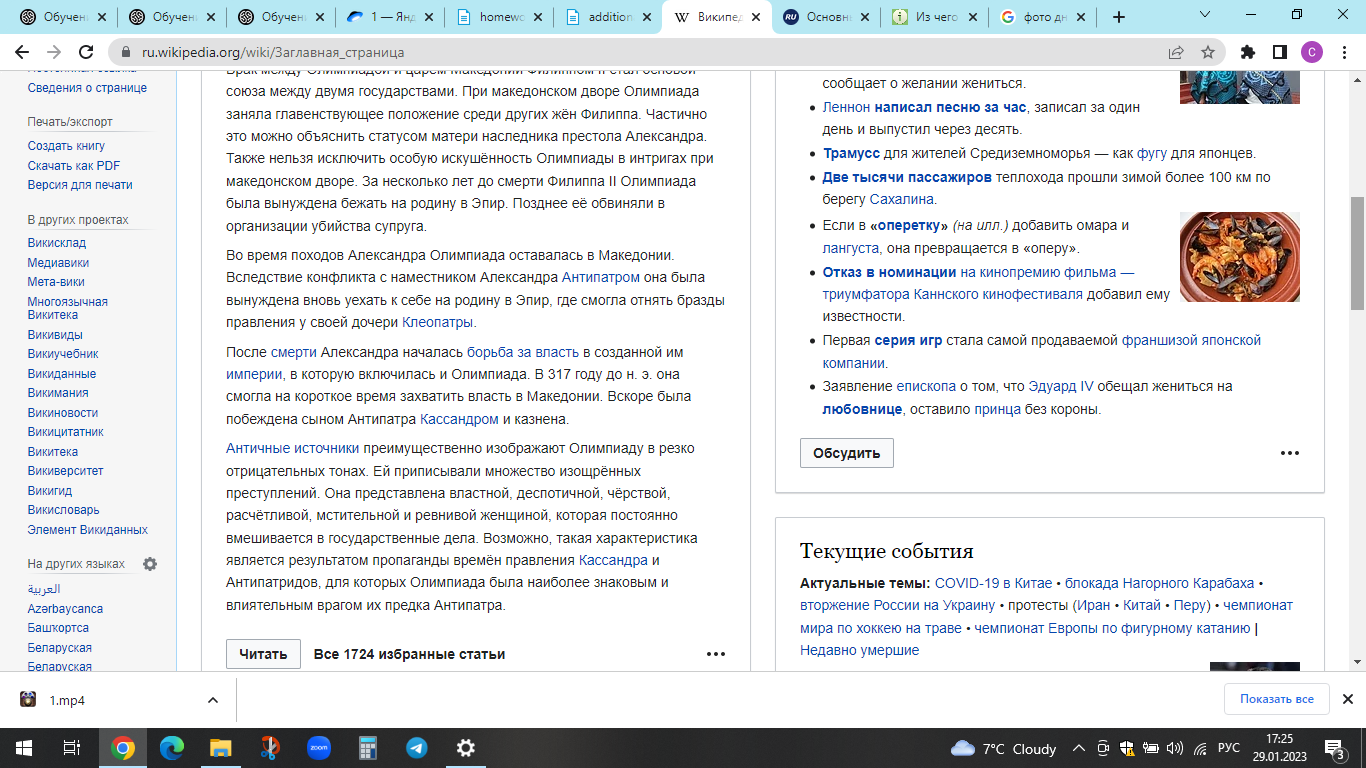 Обучен
Обучен
Обучен
1 — Янд
homewo
addition
Википед
Основн
Из чего
фото дн
ru.wikipedia.org/wiki/Заглавная_страница
С
Сведения о странице
Печать/экспорт
Создать книгу
Скачать как PDF
Версия для печати
В других проектах
Викисклад
Медиавики
Мета-вики
Многоязычная
Викитека
Викивиды
Викиучебник
Викиданные
Викимания
Викиновости
Викицитатник
Викитека
Викиверситет
Викигид
Викисловарь
Элемент Викиданных
На других языках
العربية
Azərbaycanca
Башҡортса
Беларуская
Беларуская
Брак между Олимпиадой и царём Македонии Филиппом II стал основой
союза между двумя государствами. При македонском дворе Олимпиада
заняла главенствующее положение среди других жён Филиппа. Частично
это можно объяснить статусом матери наследника престола Александра.
Также нельзя исключить особую искушённость Олимпиады в интригах при
македонском дворе. За несколько лет до смерти Филиппа II Олимпиада
была вынуждена бежать на родину в Эпир. Позднее её обвиняли в
организации убийства супруга.
Во время походов Александра Олимпиада оставалась в Македонии.
Вследствие конфликта с наместником Александра Антипатром она была
вынуждена вновь уехать к себе на родину в Эпир, где смогла отнять бразды
правления у своей дочери Клеопатры.
После смерти Александра началась борьба за власть в созданной им
империи, в которую включилась и Олимпиада. В 317 году до н. э. она
смогла на короткое время захватить власть в Македонии. Вскоре была
побеждена сыном Антипатра Кассандром и казнена.
Античные источники преимущественно изображают Олимпиаду в резко
отрицательных тонах. Ей приписывали множество изощрённых
преступлений. Она представлена властной, деспотичной, чёрствой,
расчётливой, мстительной и ревнивой женщиной, которая постоянно
вмешивается в государственные дела. Возможно, такая характеристика
является результатом пропаганды времён правления Кассандра и
Антипатридов, для которых Олимпиада была наиболее знаковым и
влиятельным врагом их предка Антипатра.
Читать Все 1724 избранные статьи
сообщает о желании жениться.
• Леннон написал песню за час, записал за один
день и выпустил через десять.
• Трамусс для жителей Средиземноморья — как фугу для японцев.
• Две тысячи пассажиров теплохода прошли зимой более 100 км по
берегу Сахалина.
• Если в «оперетку» (на илл.) добавить омара и
лангуста, она превращается в «оперу».
• Отказ в номинации на кинопремию фильма —
триумфатора Каннского кинофестиваля добавил ему
известности.
• Первая серия игр стала самой продаваемой франшизой японской
компании.
• Заявление епископа о том, что Эдуард IV обещал жениться на
любовнице, оставило принца без короны.
Обсудить
Текущие события
Актуальные темы: COVID-19 в Китае • блокада Нагорного Карабаха •
вторжение России на Украину • протесты (Иран • Китай • Перу) • чемпионат
мира по хоккею на траве • чемпионат Европы по фигурному катанию |
Недавно умершие
1.mp4
Показать все
zoom
7°C Cloudy
РУС
17:25
29.01.2023
3